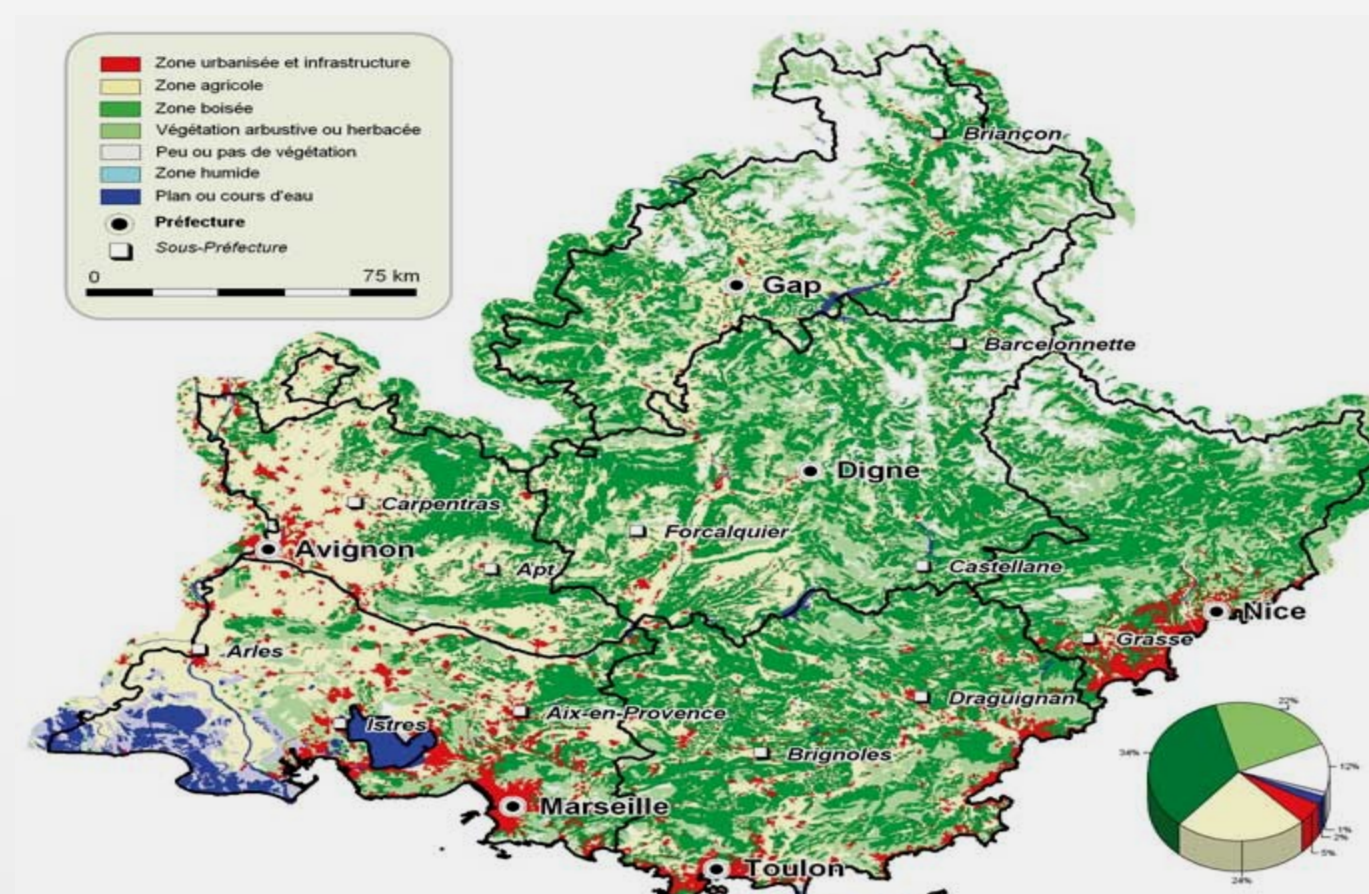 Zone urbanisée et infrastructure
Zone agricole
Zone boisée
Végétation arbustive ou herbacée
Peu ou pas de végétation
Zone humide
Plan ou cours d'eau
Préfecture
Sous-Préfecture
0 75 km
Briançon
Gap
Barcelonnette
Digne
Carpentras
Forcalquier
Avignon
Apt
Castellane
Nice
Grasse
Arles
Draguignan
Istres
Aix-en-Provence
Brignoles
Marseille
Toulon
22%
34%
12%
1%
2%
5%
24%